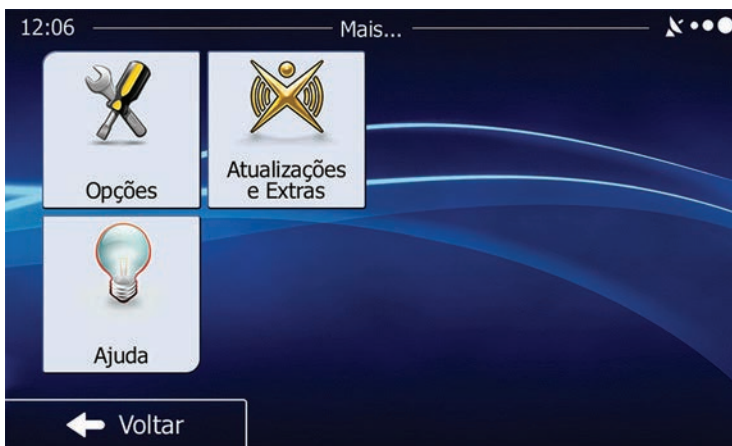 12:06
Mais...
Opções
Atualizações
e Extras
Ajuda
Voltar